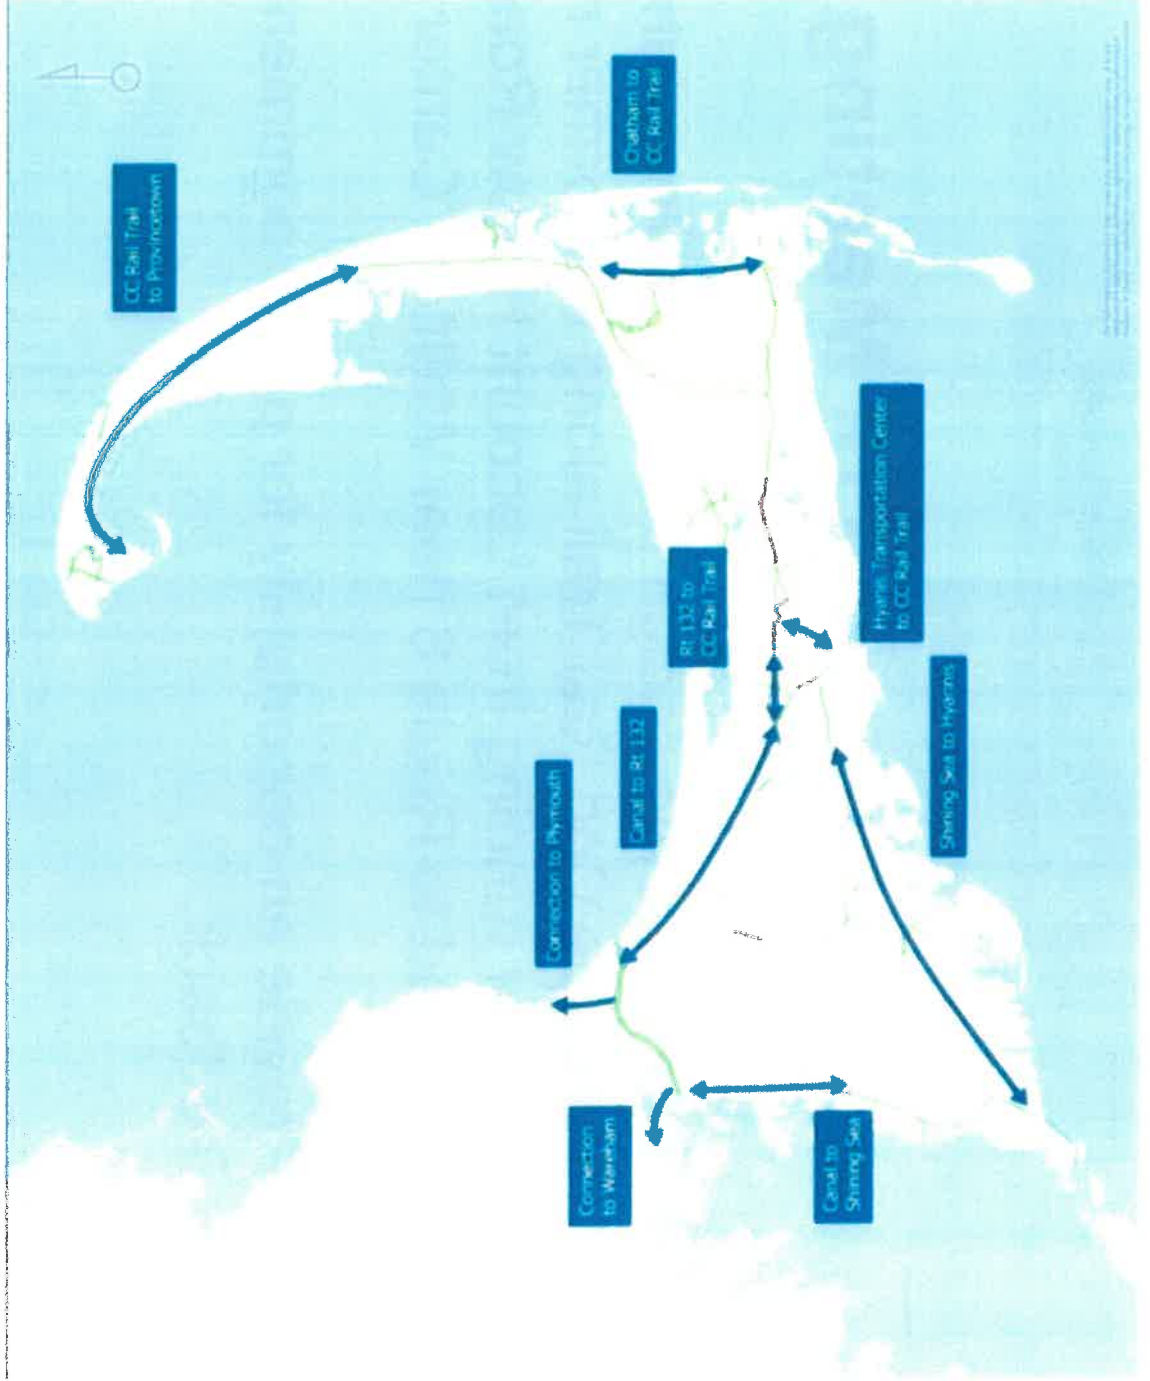 CC Rail Trail
to Provincetown
Chatham to
CC Rail Trail
Hyannis Transportation Center
to CC Rail Trail
Rt 132 to
CC Rail Trail
Canal to Rt 132
Connection to Plymouth
Shining Sea to Hyannis
Connection
to Wareham
Canal to
Shining Sea